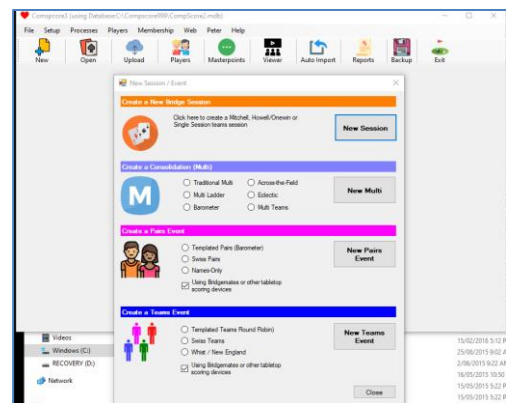 Compscore3 (using Database:C:\Compscore999\CompScore2.mdb)
File Setup Processes Players Membership Web Peter Help
New Open Upload Players Masterpoints Viewer Auto Import Reports Backup Exit
New Session / Event
Create a New Bridge Session
Click here to create a Mitchell, Howell/Onewin or
Single Session teams session
New Session
Create a Consolidation (Multi)
M
Traditional Multi Across-the-Field
Multi Ladder Eclectic
Barometer Multi Teams
New Multi
Create a Pairs Event
Templated Pairs (Barometer)
Swiss Pairs
Names-Only
Using Bridgemates or other tabletop
scoring devices
New Pairs
Event
Create a Teams Event
Templated Teams Round Robin)
Swiss Teams
Whist / New England
Using Bridgemates or other tabletop
scoring devices
New Teams
Event
Close
Videos
Windows (C:)
RECOVERY (D:)
Network
15/02/2016 5:12 P
25/08/2015 9:02 A
2/06/2015 9:22 AM
16/05/2015 10:50
15/05/2015 5:22 P
15/05/2015 5:22 P